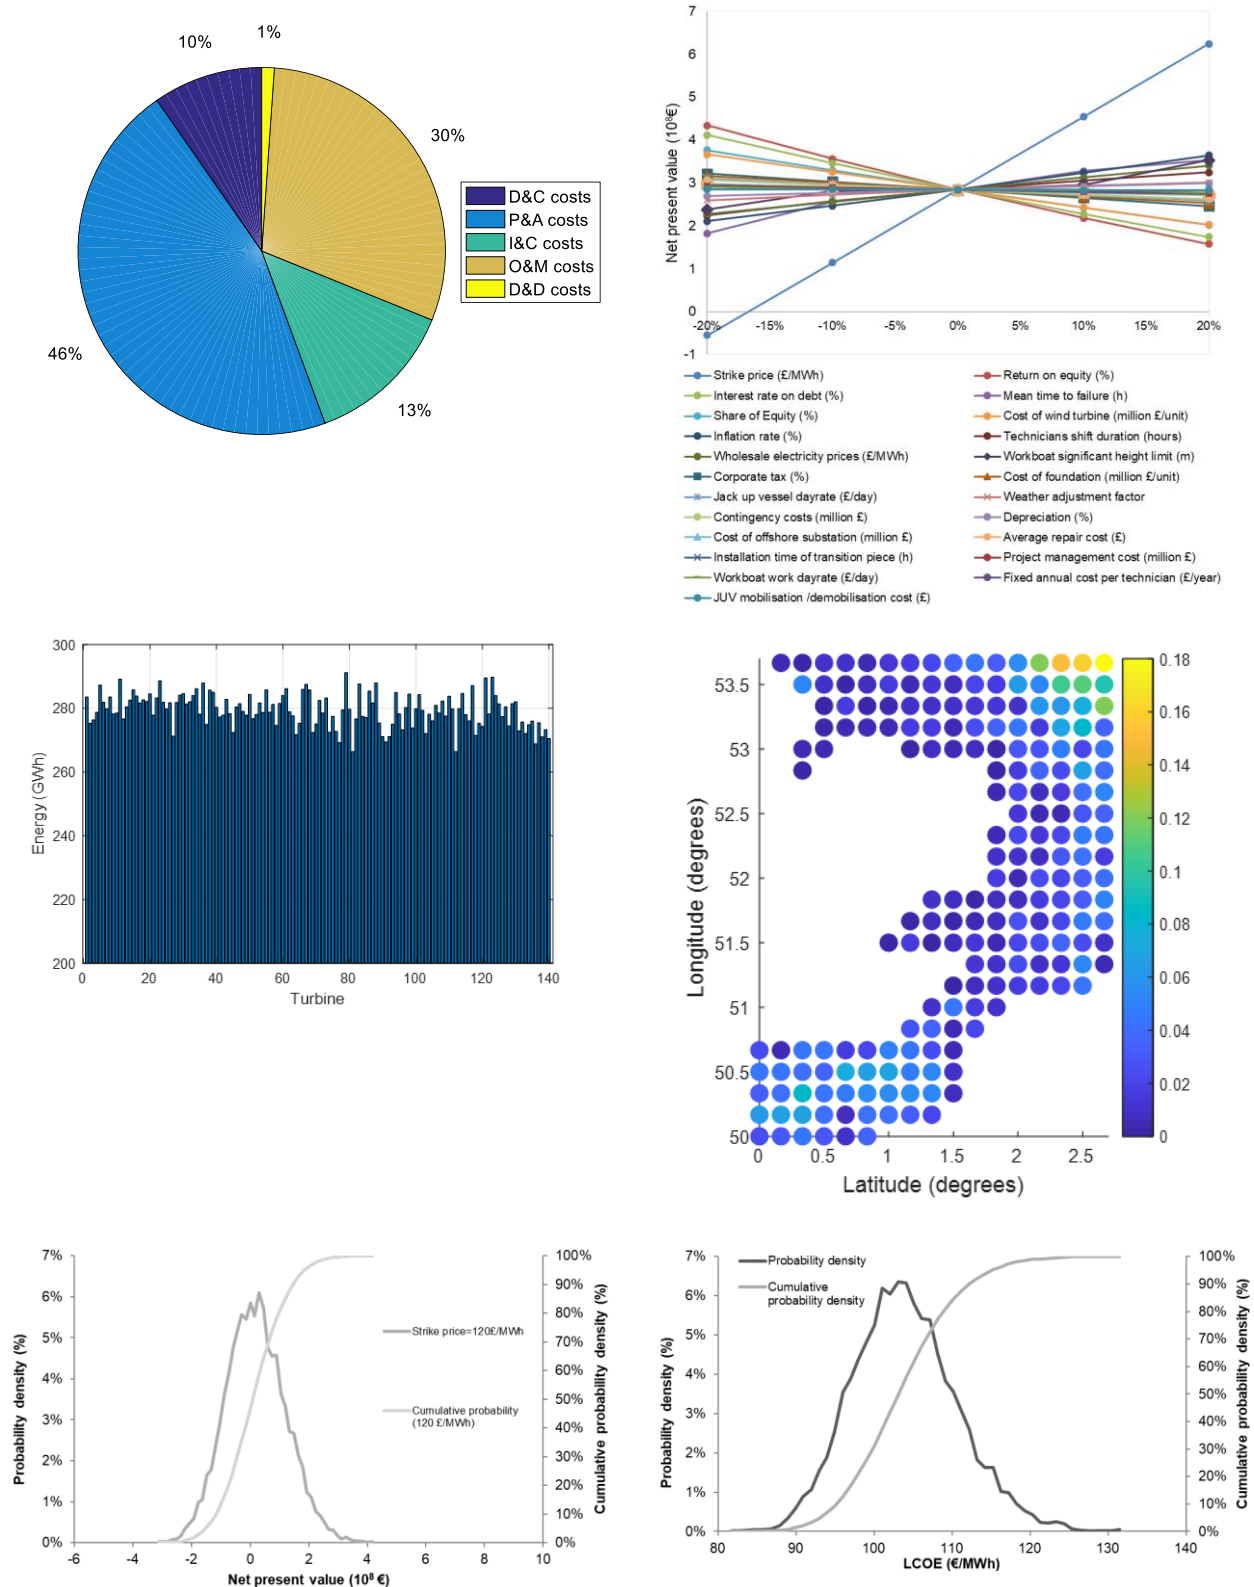 10%
1%
30%
46%
13%
D&C costs
P&A costs
I&C costs
O&M costs
D&D costs
7
6
5
4
3
2
1
0
-1
Net present value (10⁸€)
-20%
-15%
-10%
-5%
0%
5%
10%
15%
20%
Strike price (£/MWh)
Return on equity (%)
Interest rate on debt (%)
Mean time to failure (h)
Share of Equity (%)
Cost of wind turbine (million £/unit)
Inflation rate (%)
Technicians shift duration (hours)
Wholesale electricity prices (£/MWh)
Workboat significant height limit (m)
Corporate tax (%)
Cost of foundation (million £/unit)
Jack up vessel dayrate (£/day)
Weather adjustment factor
Contingency costs (million £)
Depreciation (%)
Cost of offshore substation (million £)
Average repair cost (£)
Installation time of transition piece (h)
Project management cost (million £)
Workboat work dayrate (£/day)
Fixed annual cost per technician (£/year)
JUV mobilisation /demobilisation cost (£)
300
280
260
240
220
200
Energy (GWh)
0
20
40
60
80
100
120
140
Turbine
53.5
53
52.5
52
51.5
51
50.5
50
Longitude (degrees)
0
0.5
1
1.5
2
2.5
Latitude (degrees)
0.18
0.16
0.14
0.12
0.1
0.08
0.06
0.04
0.02
0
7%
6%
5%
4%
3%
2%
1%
0%
Probability density (%)
-6
-4
-2
0
2
4
6
8
10
Net present value (10⁸ €)
Strike price=120£/MWh
Cumulative probability
(120 £/MWh)
100%
90%
80%
70%
60%
50%
40%
30%
20%
10%
0%
Cumulative probability density (%)
7%
6%
5%
4%
3%
2%
1%
0%
Probability density (%)
Probability density
Cumulative
probability density
80
90
100
110
120
130
140
LCOE (€/MWh)
100%
90%
80%
70%
60%
50%
40%
30%
20%
10%
0%
Cumulative probability density (%)